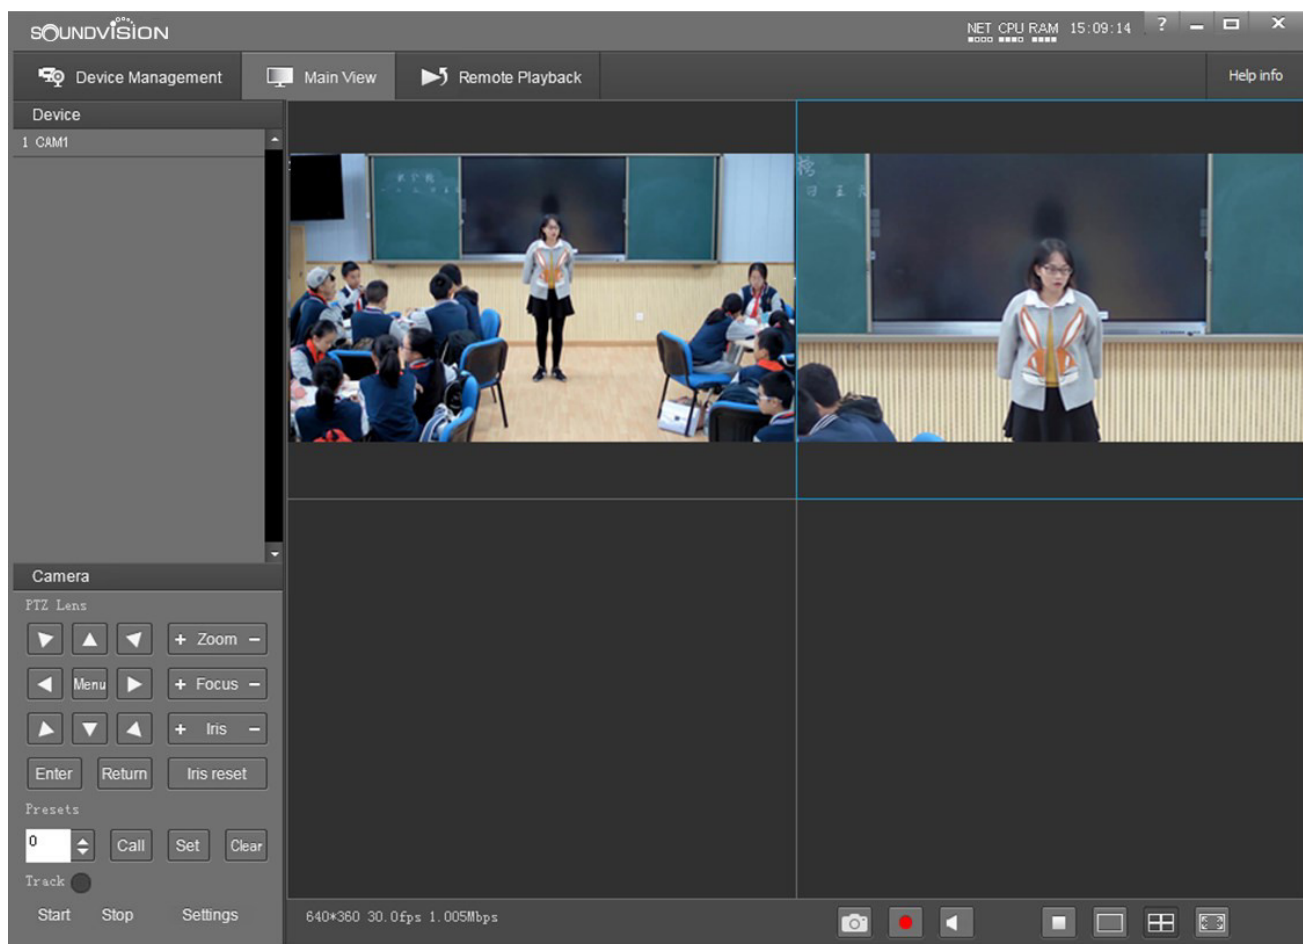 SOUNDVISION
NET CPU RAM 15:09:14 ?
Device Management
Main View
Remote Playback
Help info
Device
1 CAM1
Camera
PTZ Lens
+ Zoom −
Menu
+ Focus −
+ Iris −
Enter Return Iris reset
Presets
0 Call Set Clear
Track
Start Stop Settings
640*360 30.0fps 1.005Mbps